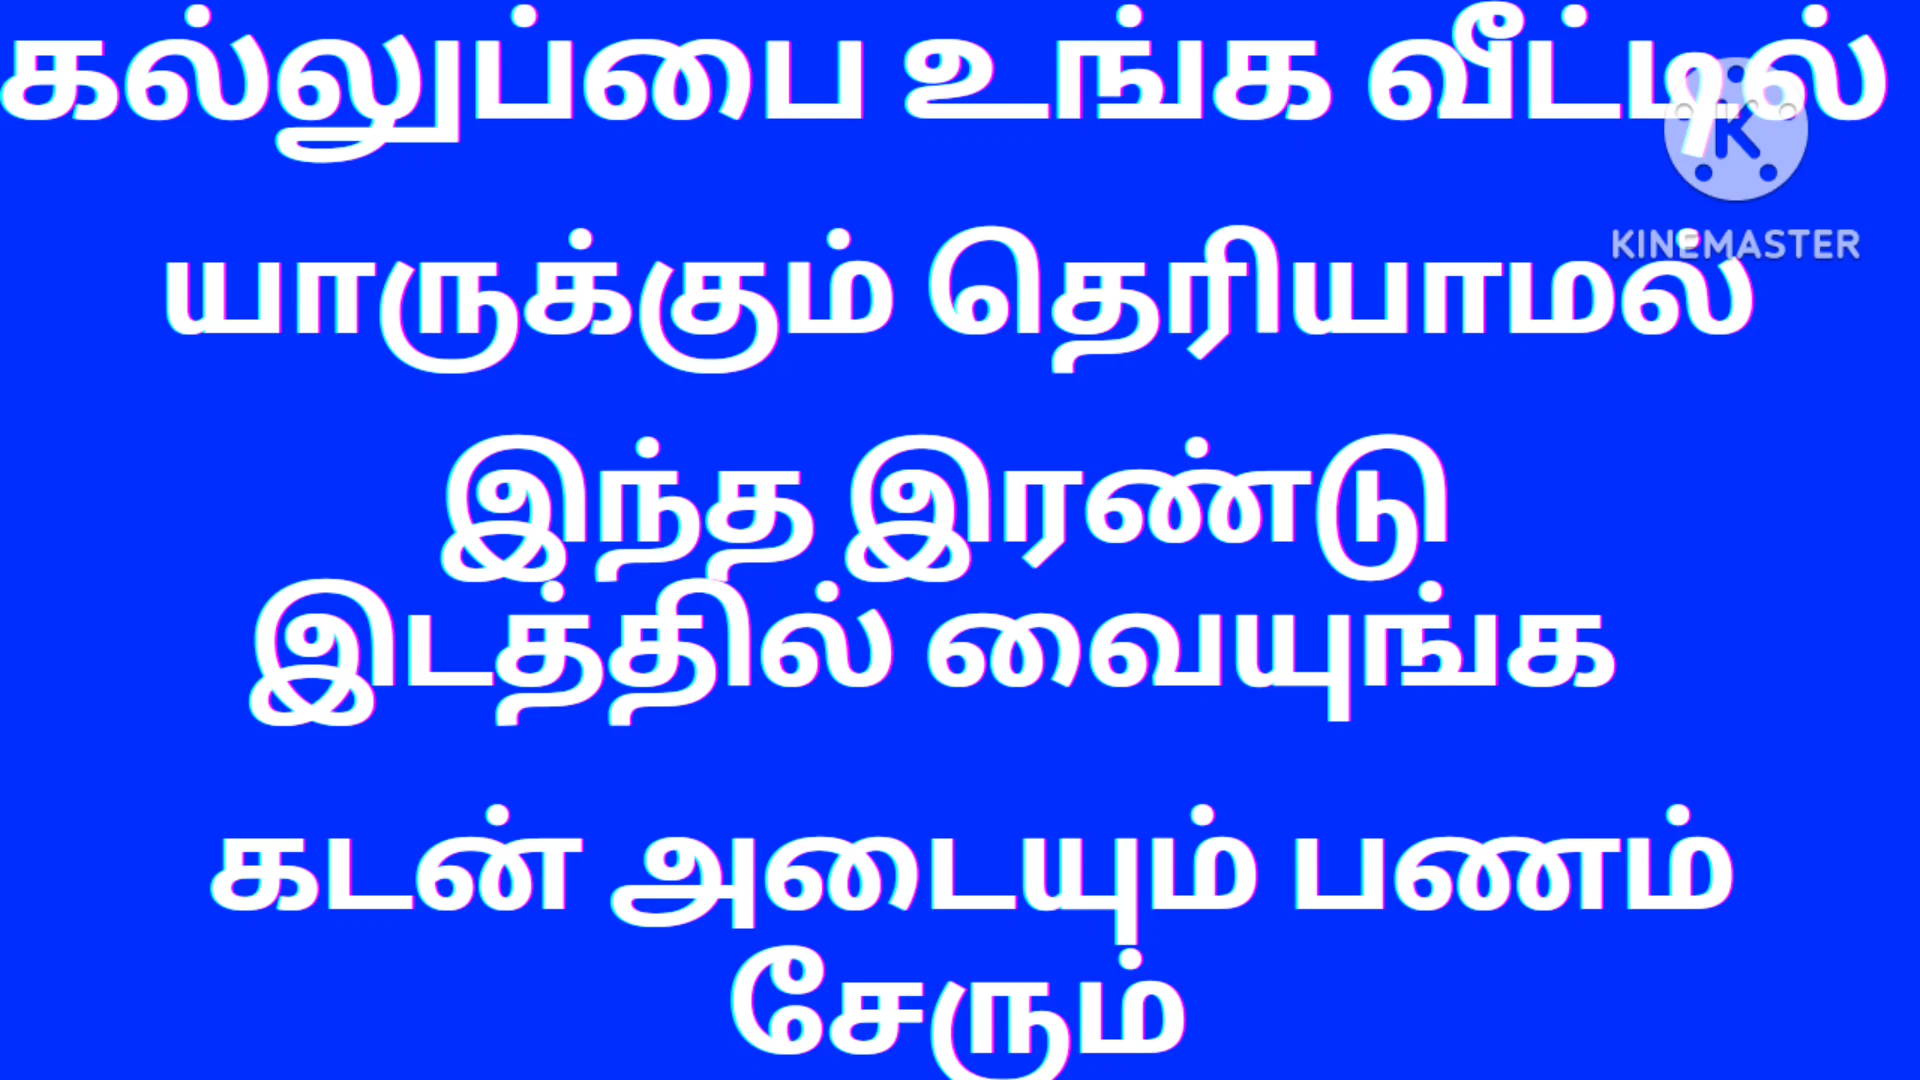 கல்லுப்பை உங்க வீட்டில்
KINEMASTER
யாருக்கும் தெரியாமல்
இந்த இரண்டு
இடத்தில் வையுங்க
கடன் அடையும் பணம்
சேரும்